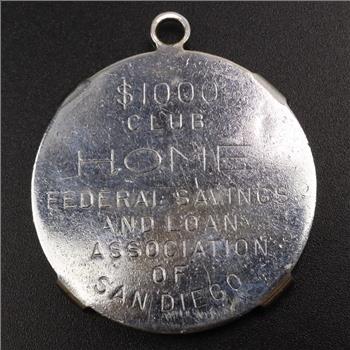 $1000
CLUB
HOME
FEDERAL SAVINGS
AND LOAN
ASSOCIATION
OF
SAN DIEGO